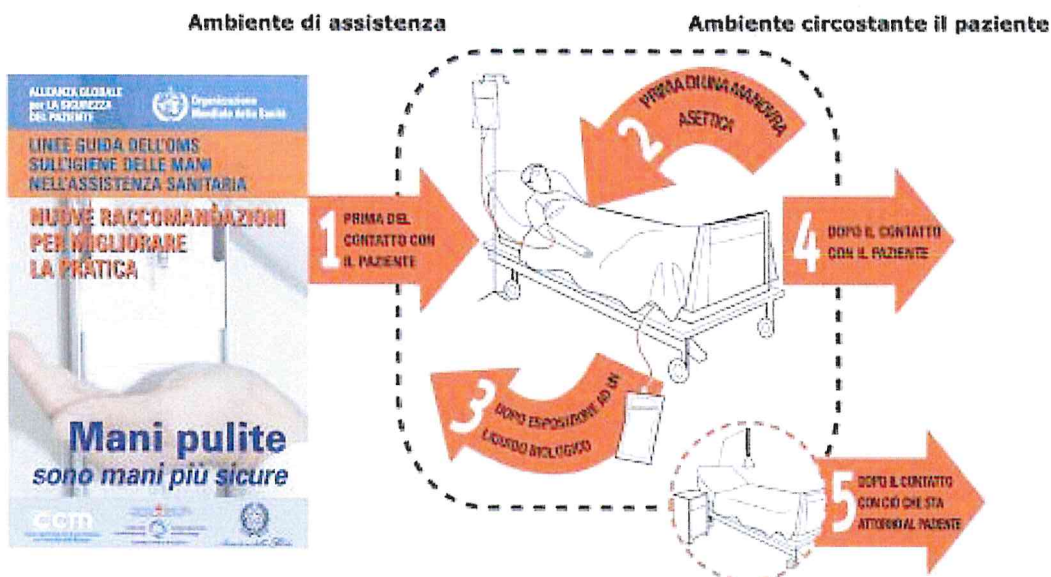 Ambiente di assistenza
Ambiente circostante il paziente
ALLEANZA GLOBALE
per LA SICUREZZA
DEL PAZIENTE
Organizzazione
Mondiale della Sanità
LINEE GUIDA DELL'OMS
SULL'IGIENE DELLE MANI
NELL'ASSISTENZA SANITARIA
NUOVE RACCOMANDAZIONI
PER MIGLIORARE
LA PRATICA
Mani pulite
sono mani più sicure
ccm
1 PRIMA DEL
CONTATTO CON
IL PAZIENTE
2 PRIMA DI UNA MANOVRA
ASETTICA
3 DOPO ESPOSIZIONE AD UN
LIQUIDO BIOLOGICO
4 DOPO IL CONTATTO
CON IL PAZIENTE
5 DOPO IL CONTATTO
CON CIÒ CHE STA
ATTORNO AL PAZIENTE